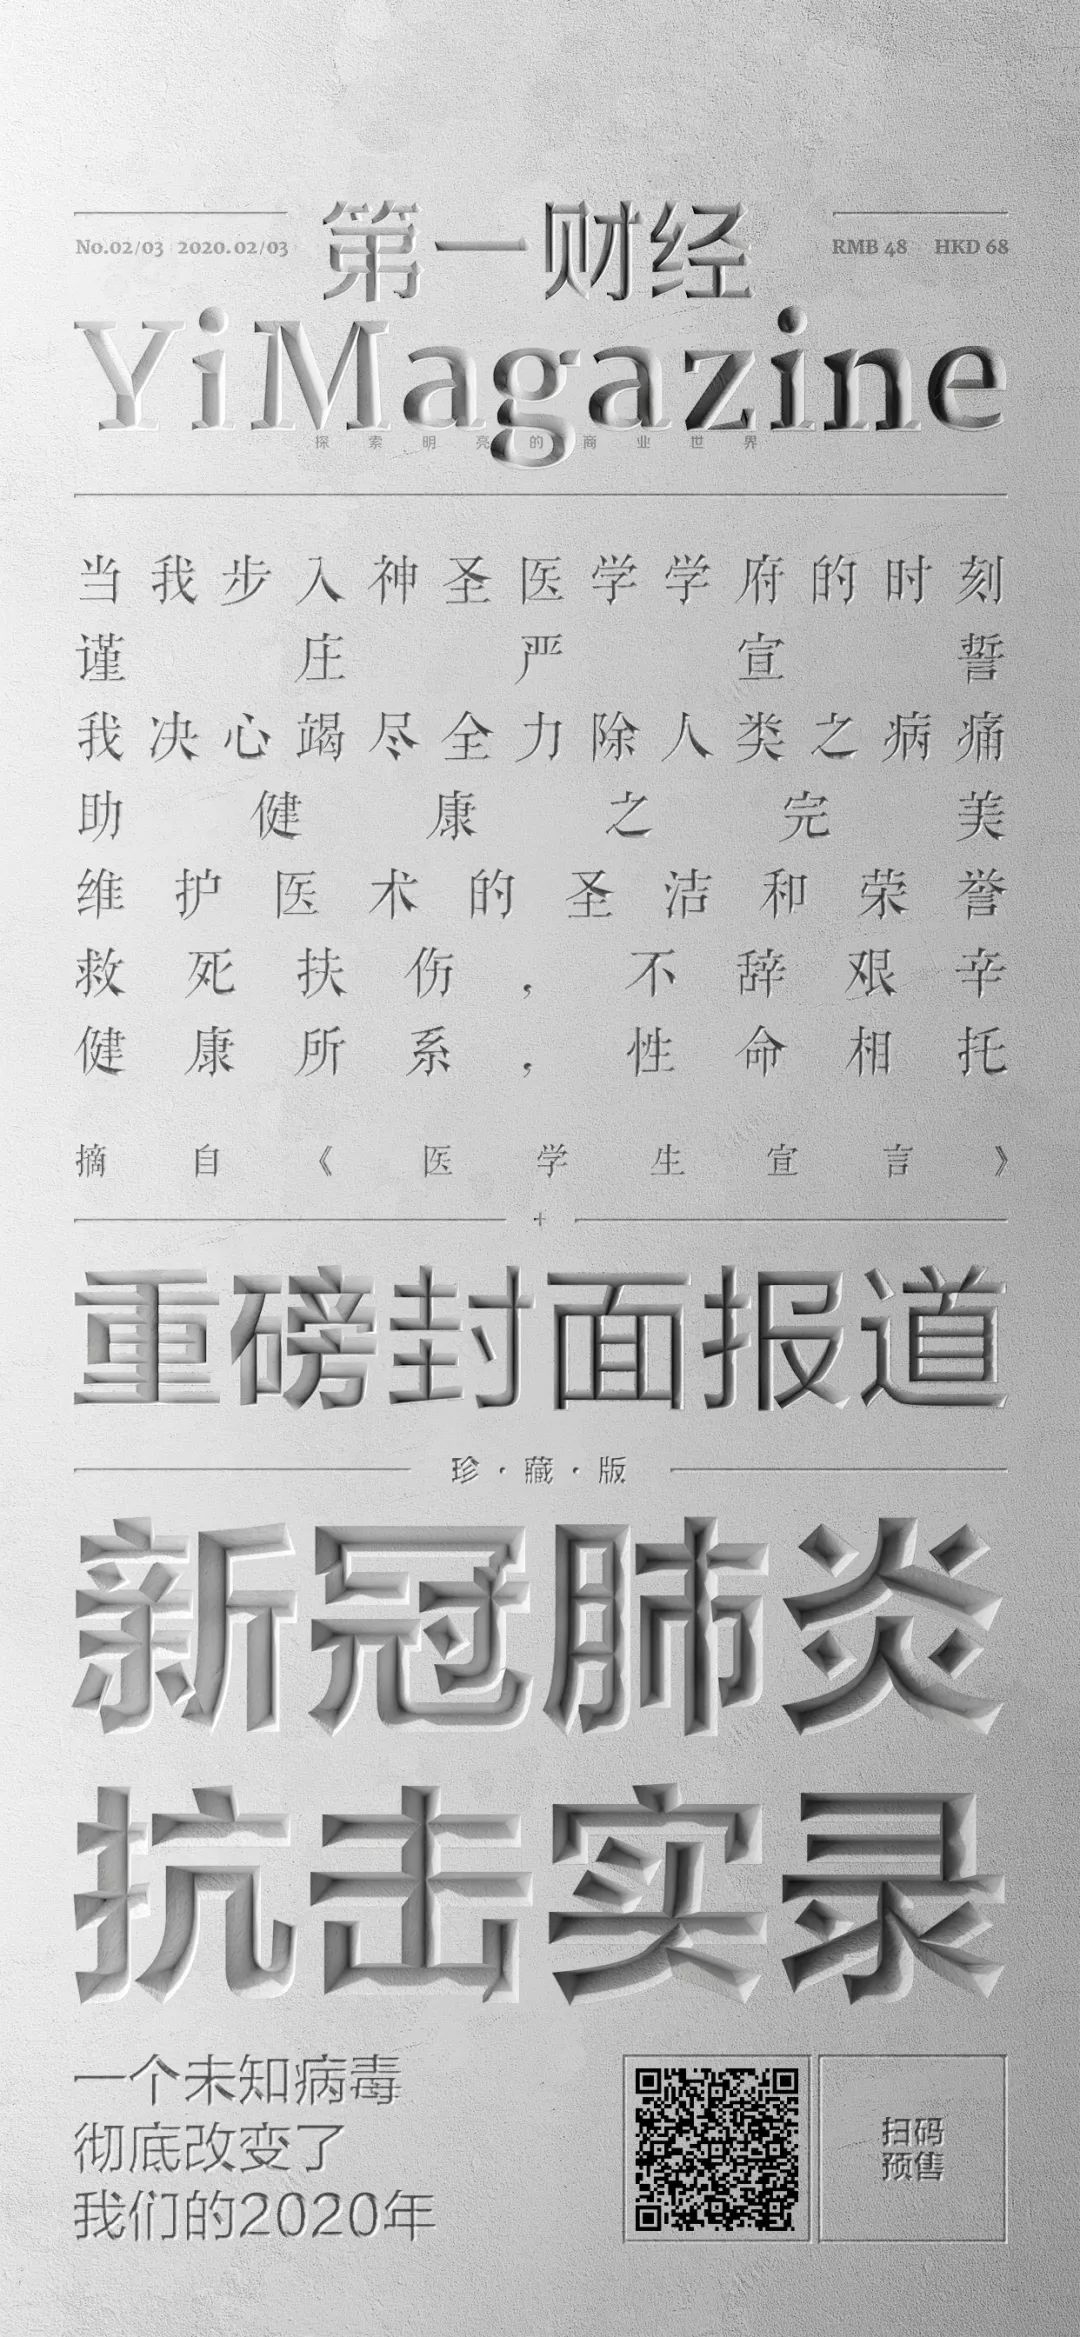 No.02/03 2020.02/03
第一财经
RMB 48 HKD 68
YiMagazine
探索明亮的商业世界
当我步入神圣医学学府的时刻
谨庄严宣誓
我决心竭尽全力除人类之病痛
助健康之完美
维护医术的圣洁和荣誉
救死扶伤，不辞艰辛
健康所系，性命相托
摘自《医学生宣言》
重磅封面报道
珍·藏·版
新冠肺炎
抗击实录
一个未知病毒
彻底改变了
我们的2020年
扫码
预售